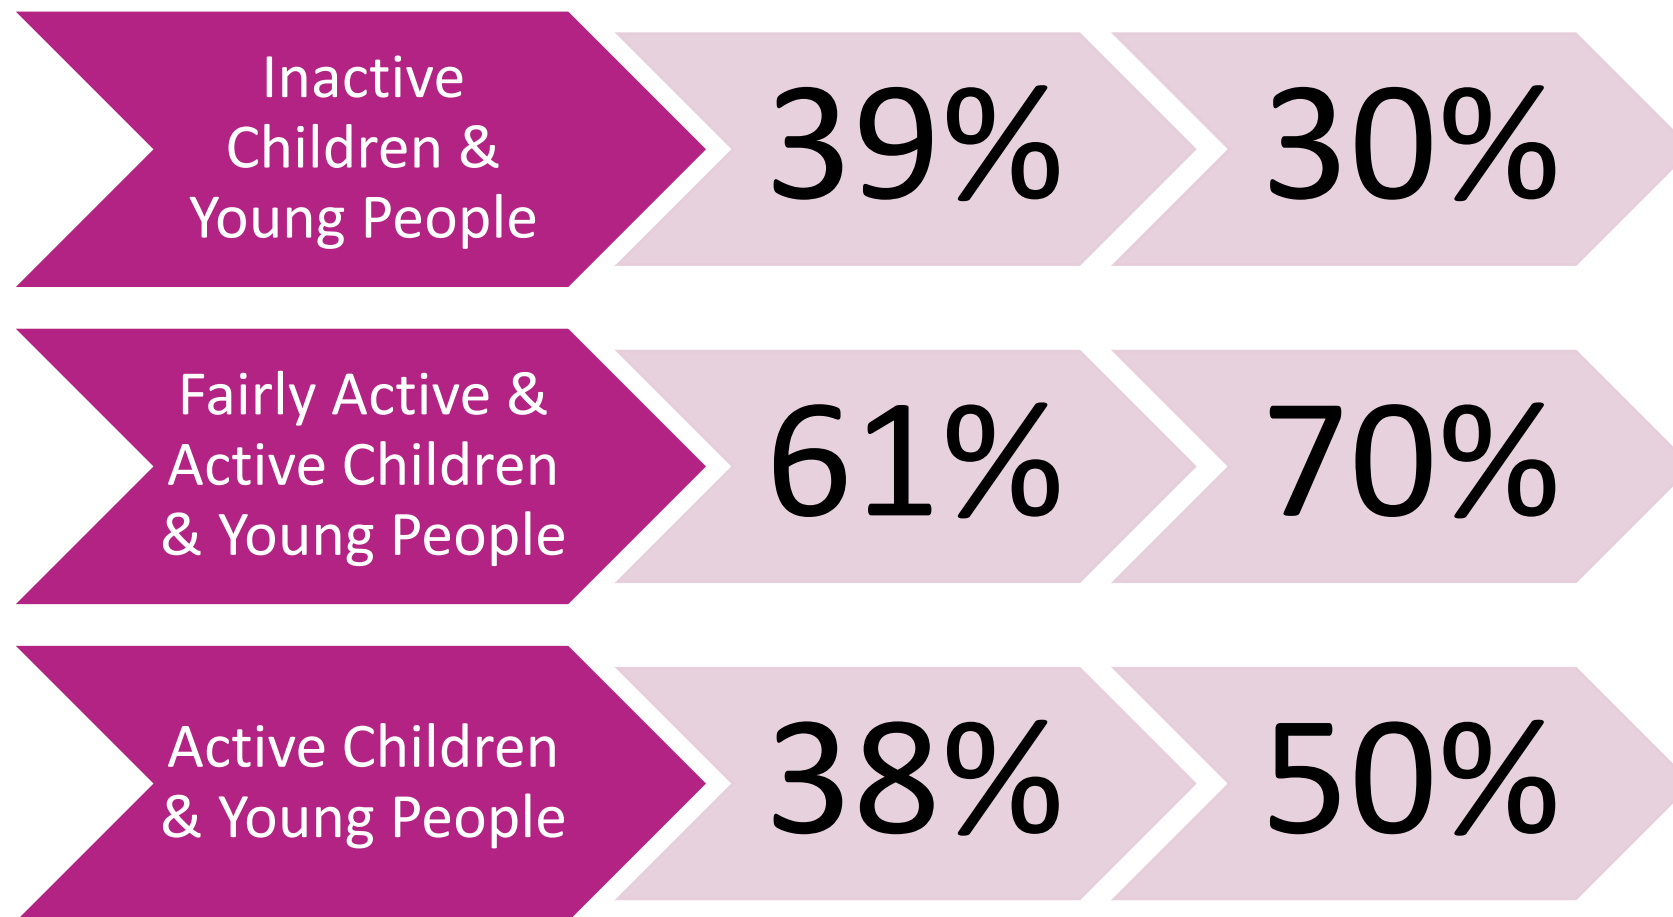 Inactive
Children &
Young People
39%
30%
Fairly Active &
Active Children
& Young People
61%
70%
Active Children
& Young People
38%
50%